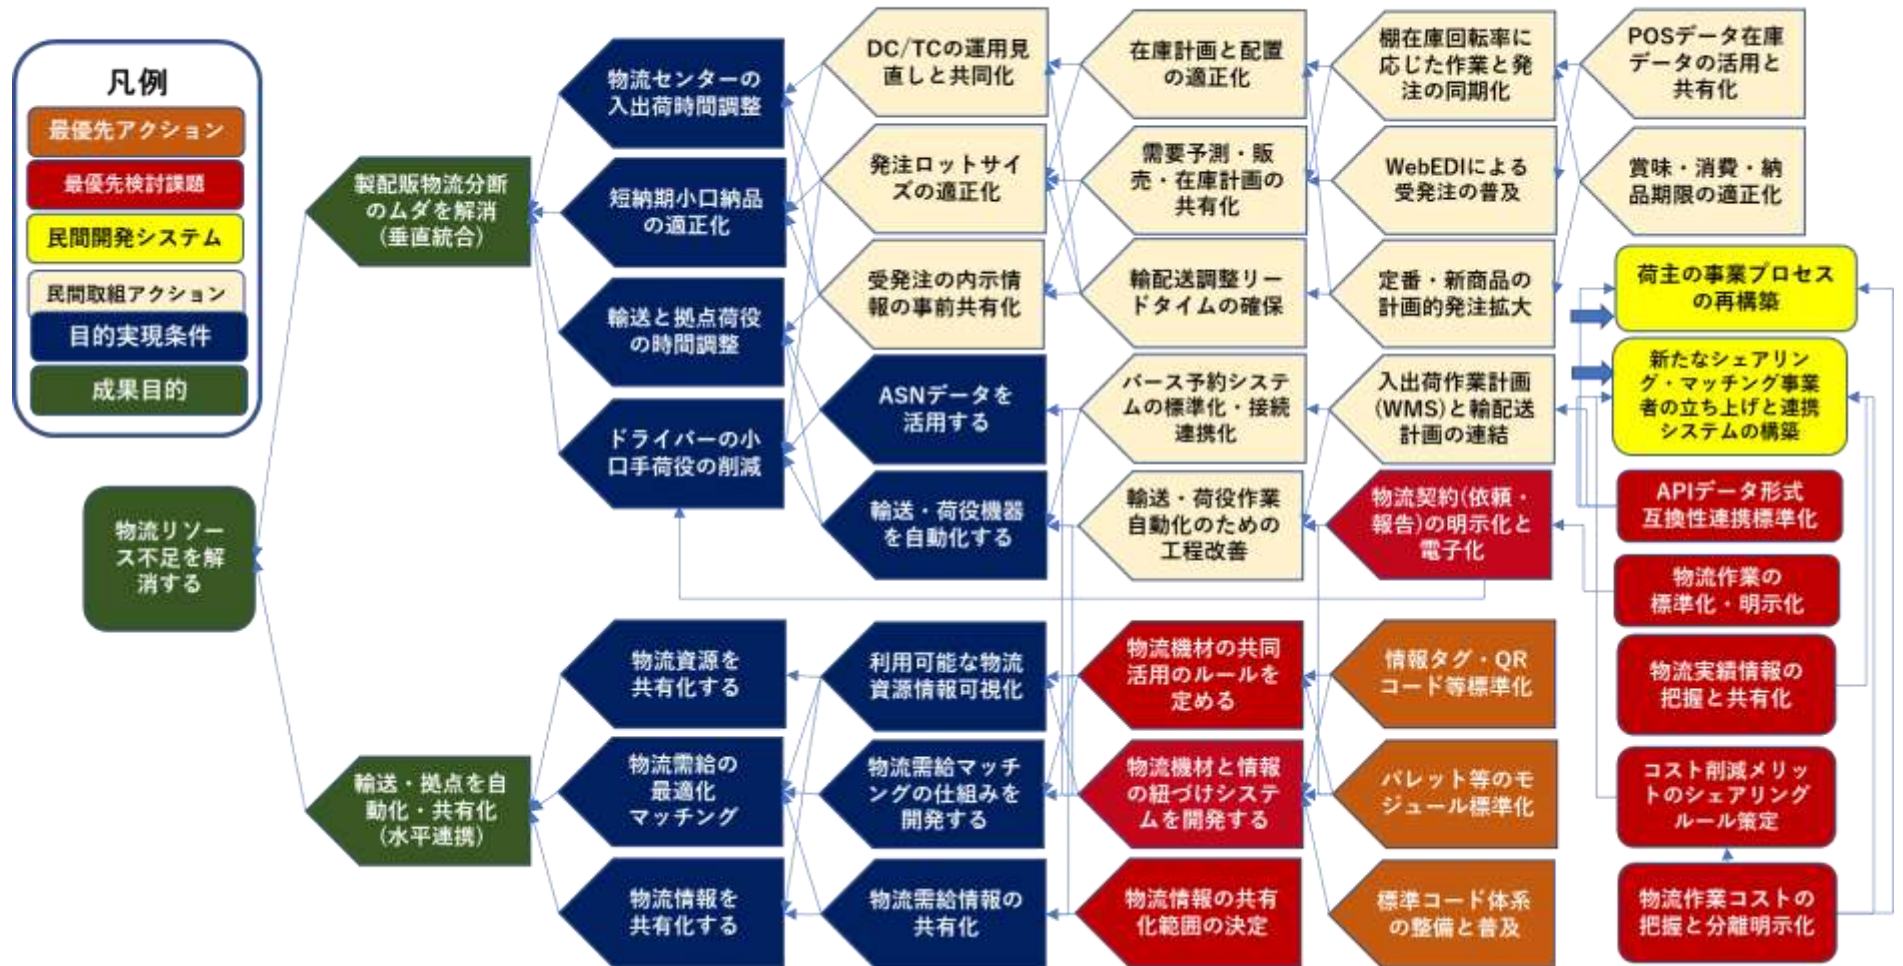 凡例
最優先アクション
最優先検討課題
民間開発システム
民間取組アクション
目的実現条件
成果目的
物流リソー
ス不足を解
消する
製配販物流分断
のムダを解消
(垂直統合)
輸送・拠点を自
動化・共有化
(水平連携)
物流センターの
入出荷時間調整
短納期小口納品
の適正化
輸送と拠点荷役
の時間調整
ドライバーの小
口手荷役の削減
物流資源を
共有化する
物流需給の
最適化
マッチング
物流情報を
共有化する
DC/TCの運用見
直しと共同化
発注ロットサイ
ズの適正化
受発注の内示情
報の事前共有化
ASNデータを
活用する
輸送・荷役機器
を自動化する
利用可能な物流
資源情報可視化
物流需給マッチ
ングの仕組みを
開発する
物流需給情報の
共有化
在庫計画と配置
の適正化
需要予測・販
売・在庫計画の
共有化
輸配送調整リー
ドタイムの確保
バース予約システ
ムの標準化・接続
連携化
輸送・荷役作業
自動化のための
工程改善
物流機材の共同
活用のルールを
定める
物流機材と情報
の紐づけシステ
ムを開発する
物流情報の共有
化範囲の決定
棚在庫回転率に
応じた作業と発
注の同期化
WebEDIによる
受発注の普及
定番・新商品の
計画的発注拡大
入出荷作業計画
(WMS)と輸配送
計画の連結
物流契約(依頼・
報告)の明示化と
電子化
情報タグ・QR
コード等標準化
パレット等のモ
ジュール標準化
標準コード体系
の整備と普及
POSデータ在庫
データの活用と
共有化
賞味・消費・納
品期限の適正化
荷主の事業プロセス
の再構築
新たなシェアリン
グ・マッチング事業
者の立ち上げと連携
システムの構築
APIデータ形式
互換性連携標準化
物流作業の
標準化・明示化
物流実績情報の
把握と共有化
コスト削減メリッ
トのシェアリング
ルール策定
物流作業コストの
把握と分離明示化